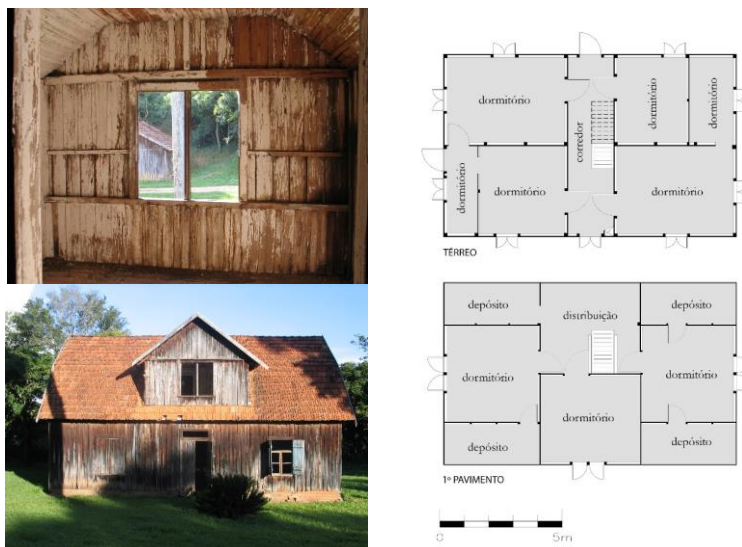 dormitório
dormitório
dormitório
corredor
dormitório
dormitório
dormitório
TÉRREO
depósito
distribuição
depósito
dormitório
dormitório
dormitório
depósito
depósito
1º PAVIMENTO
0 5m